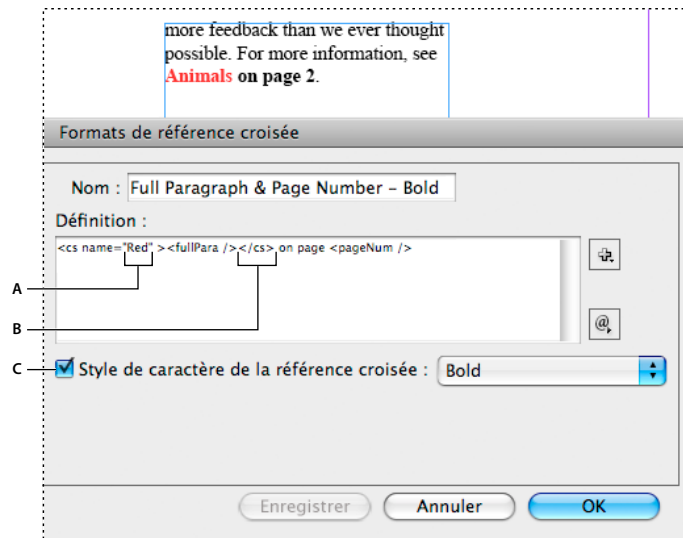 more feedback than we ever thought
possible. For more information, see
Animals on page 2.
Formats de référence croisée
Nom : Full Paragraph & Page Number – Bold
Définition :
<cs name="Red" ><fullPara /></cs> on page <pageNum />
A
B
@
C
Style de caractère de la référence croisée : Bold
Enregistrer Annuler OK